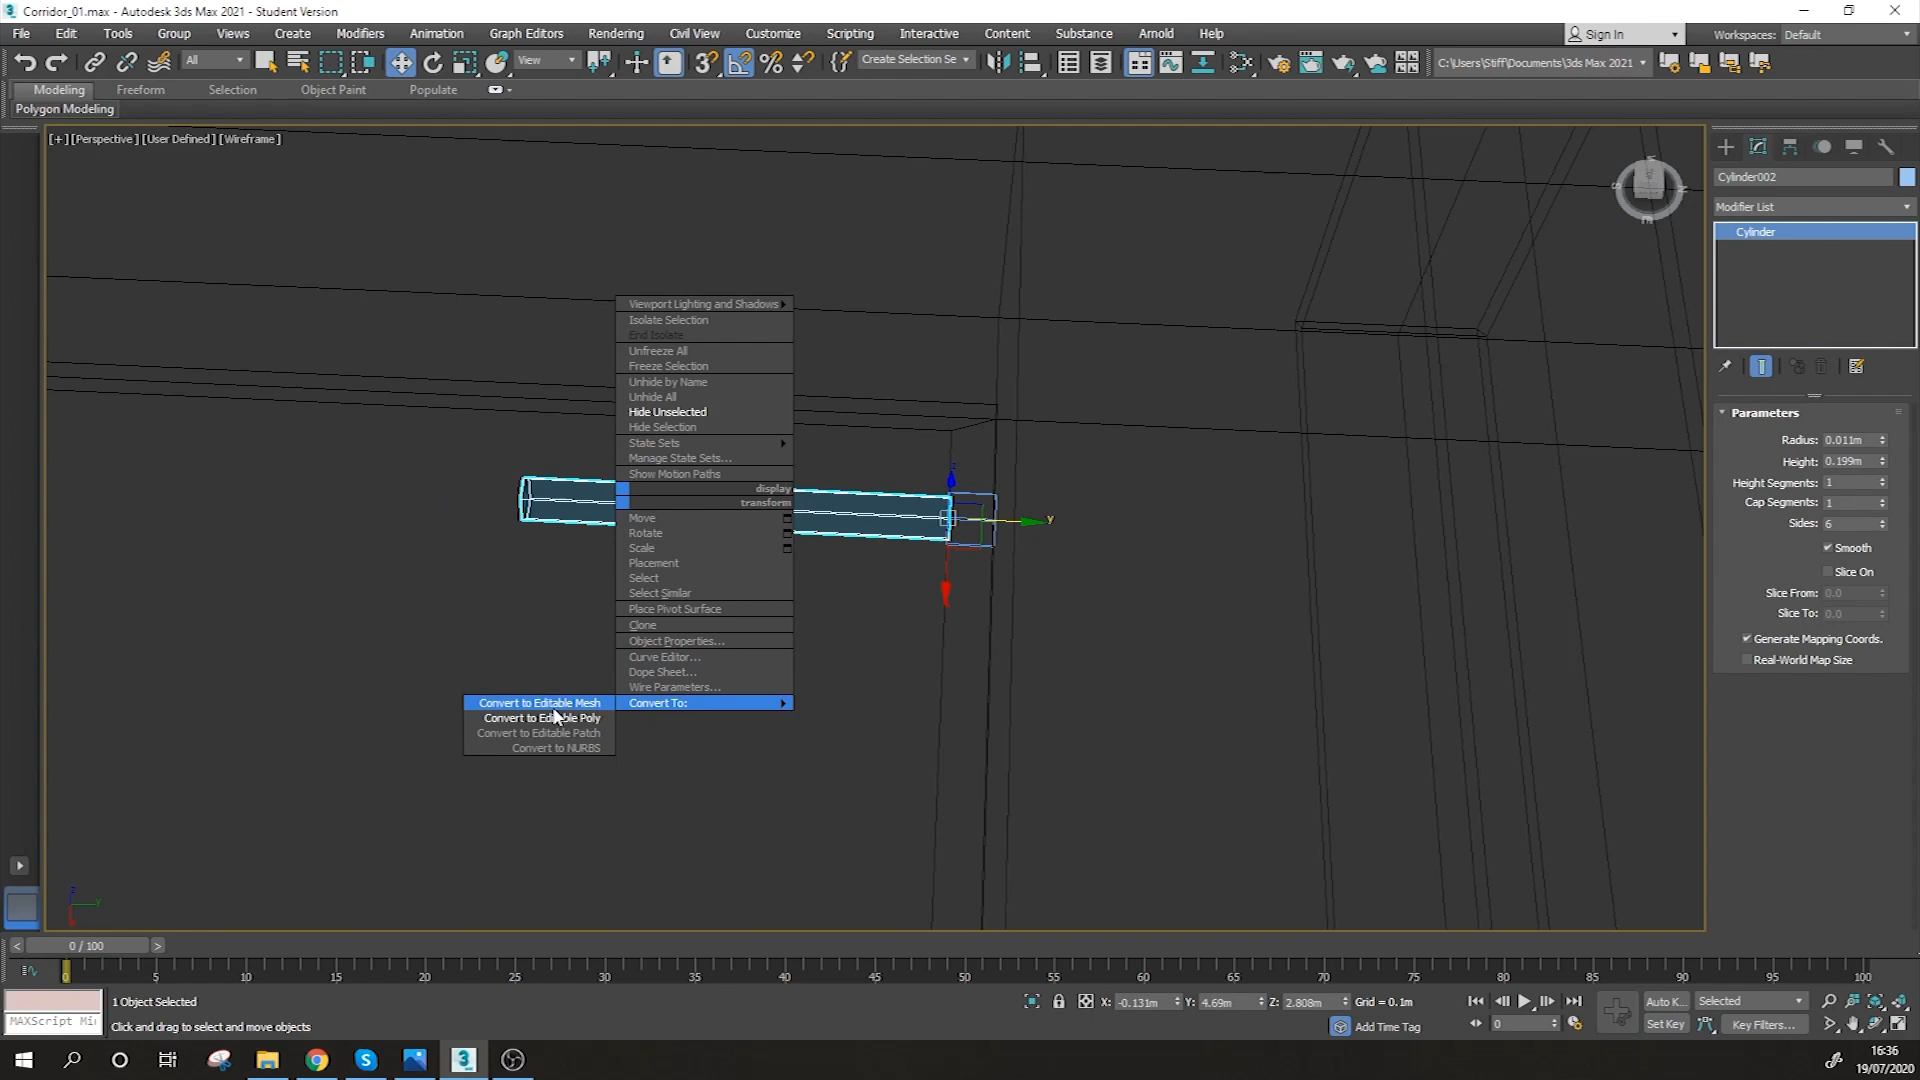 Corridor_01.max - Autodesk 3ds Max 2021 - Student Version
File Edit Tools Group Views Create Modifiers Animation Graph Editors Rendering Civil View Customize Scripting Interactive Content Substance Arnold Help
Sign In
Workspaces: Default
All
View
Create Selection Se
C:\Users\Stiff\Documents\3ds Max 2021
Modeling Freeform Selection Object Paint Populate
Polygon Modeling
[+] [Perspective] [User Defined] [Wireframe]
Viewport Lighting and Shadows
Isolate Selection
End Isolate
Unfreeze All
Freeze Selection
Unhide by Name
Unhide All
Hide Unselected
Hide Selection
State Sets
Manage State Sets...
Show Motion Paths
display
transform
Move
Rotate
Scale
Placement
Select
Select Similar
Place Pivot Surface
Clone
Object Properties...
Curve Editor...
Dope Sheet...
Wire Parameters...
Convert To:
Convert to Editable Mesh
Convert to Editable Poly
Convert to Editable Patch
Convert to NURBS
z
y
z
y
Cylinder002
Modifier List
Cylinder
Parameters
Radius: 0.011m
Height: 0.199m
Height Segments: 1
Cap Segments: 1
Sides: 6
Smooth
Slice On
Slice From: 0.0
Slice To: 0.0
Generate Mapping Coords.
Real-World Map Size
< 0 / 100 >
0 5 10 15 20 25 30 35 40 45 50 55 60 65 70 75 80 85 90 95 100
1 Object Selected
MAXScript Mi
Click and drag to select and move objects
X: -0.131m Y: 4.69m Z: 2.808m Grid = 0.1m
Add Time Tag
0
Auto K... Selected
Set Key Key Filters...
16:36
19/07/2020